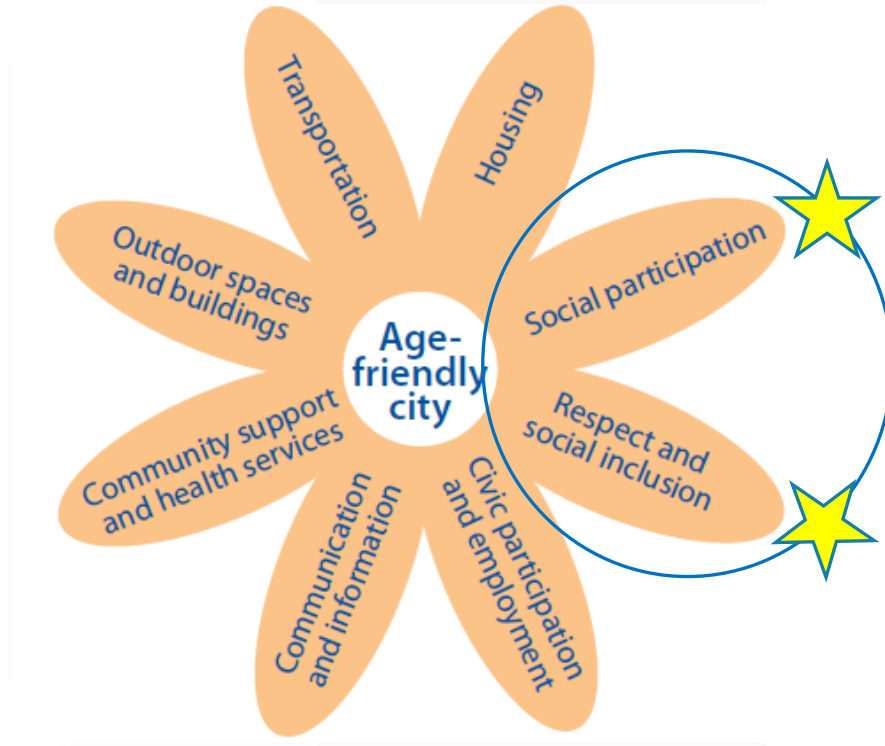 Transportation
Housing
Outdoor spaces
and buildings
Social participation
Age-
friendly
city
Community support
and health services
Respect and
social inclusion
Communication
and information
Civic participation
and employment